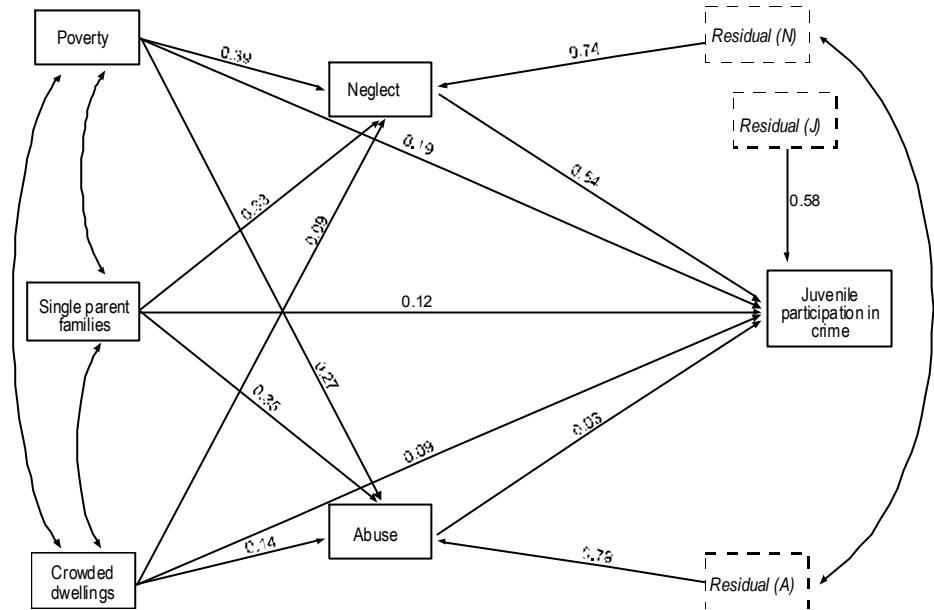 Poverty
0.39
Neglect
0.74
Residual (N)
Residual (J)
0.19
0.54
0.58
0.33
0.09
Single parent
families
0.12
Juvenile
participation in
crime
0.27
0.35
0.09
0.03
Abuse
0.14
0.79
Crowded
dwellings
Residual (A)